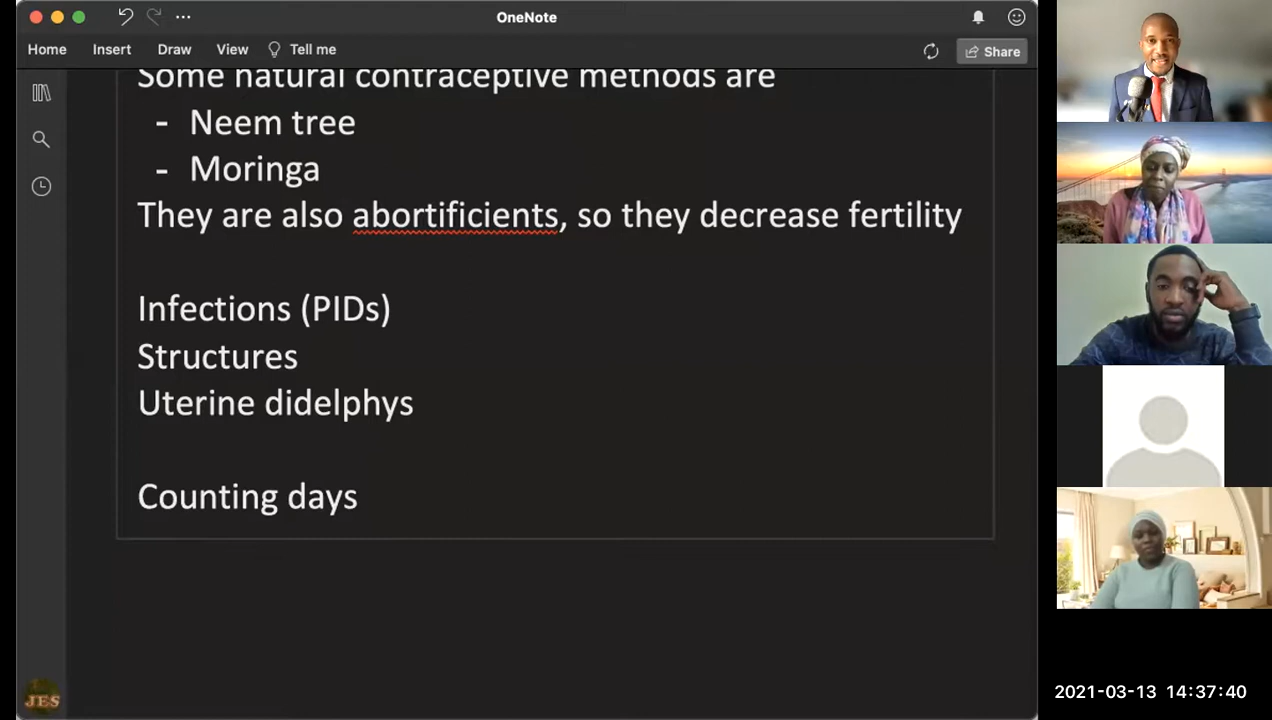 OneNote
Home Insert Draw View Tell me Share
Some natural contraceptive methods are
- Neem tree
- Moringa
They are also abortificients, so they decrease fertility
Infections (PIDs)
Structures
Uterine didelphys
Counting days
JES
2021-03-13 14:37:40